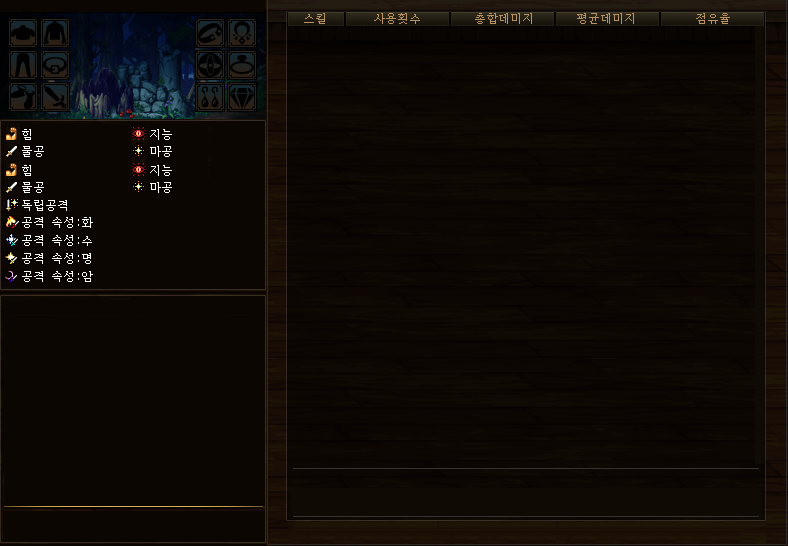 스킬 사용횟수 총합데미지 평균데미지 점유율
힘 지능
물공 마공
힘 지능
물공 마공
독립공격
공격 속성:화
공격 속성:수
공격 속성:명
공격 속성:암